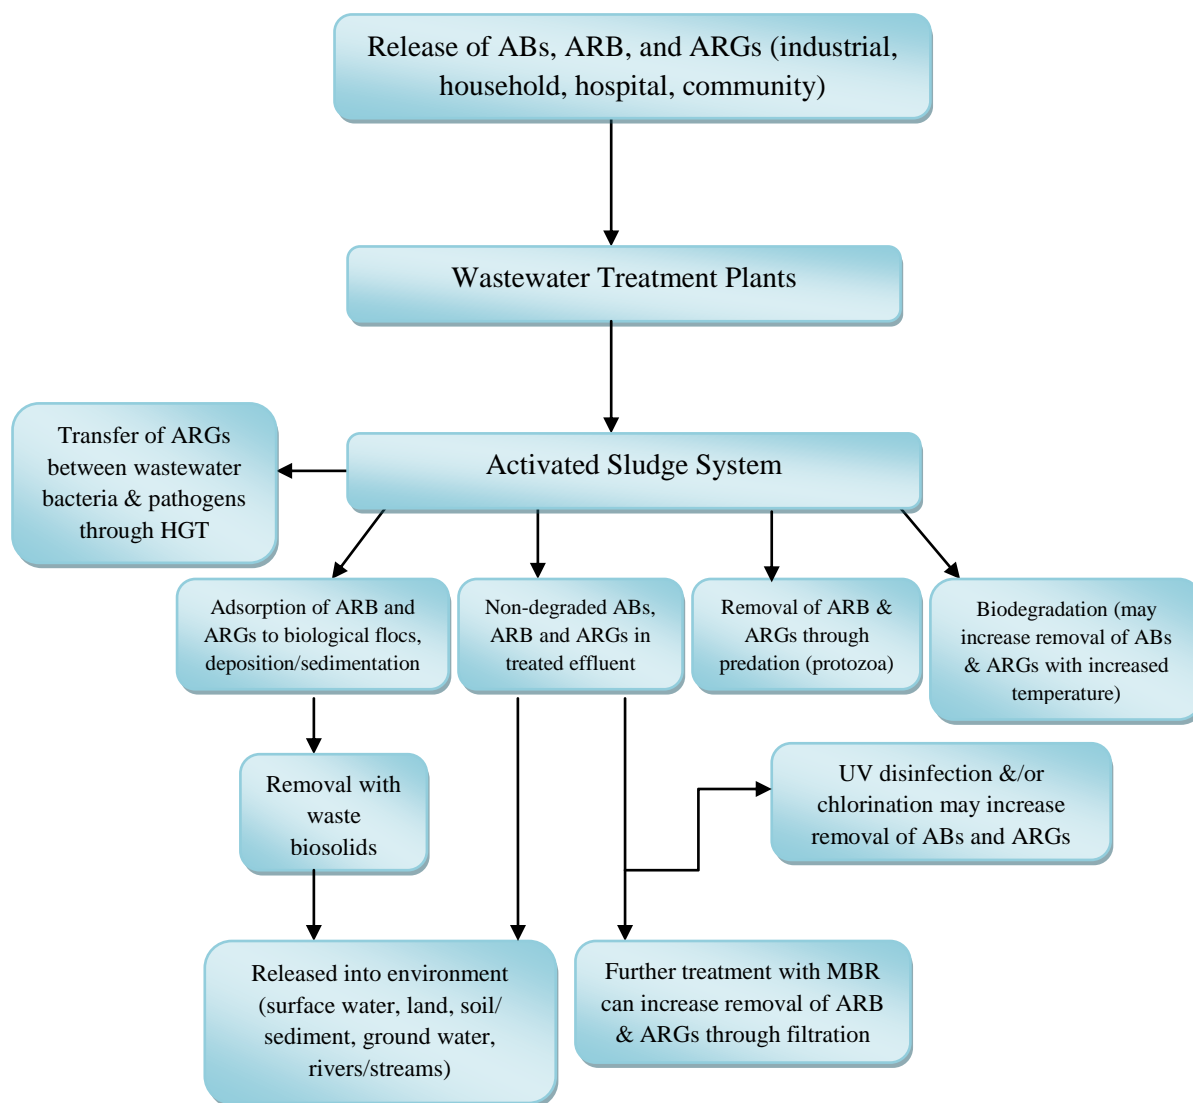 Release of ABs, ARB, and ARGs (industrial,
household, hospital, community)
Wastewater Treatment Plants
Transfer of ARGs
between wastewater
bacteria & pathogens
through HGT
Activated Sludge System
Adsorption of ARB and
ARGs to biological flocs,
deposition/sedimentation
Non-degraded ABs,
ARB and ARGs in
treated effluent
Removal of ARB &
ARGs through
predation (protozoa)
Biodegradation (may
increase removal of ABs
& ARGs with increased
temperature)
Removal with
waste
biosolids
UV disinfection &/or
chlorination may increase
removal of ABs and ARGs
Released into environment
(surface water, land, soil/
sediment, ground water,
rivers/streams)
Further treatment with MBR
can increase removal of ARB
& ARGs through filtration